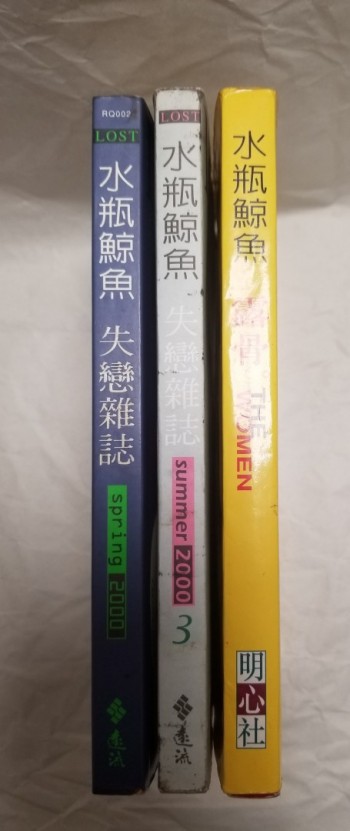 RQ002
LOST
水瓶鯨魚
失戀雜誌
spring 2000
遠流
LOST
水瓶鯨魚
失戀雜誌
summer 2000
3
遠流
水瓶鯨魚
露骨
THE WOMEN
明心社